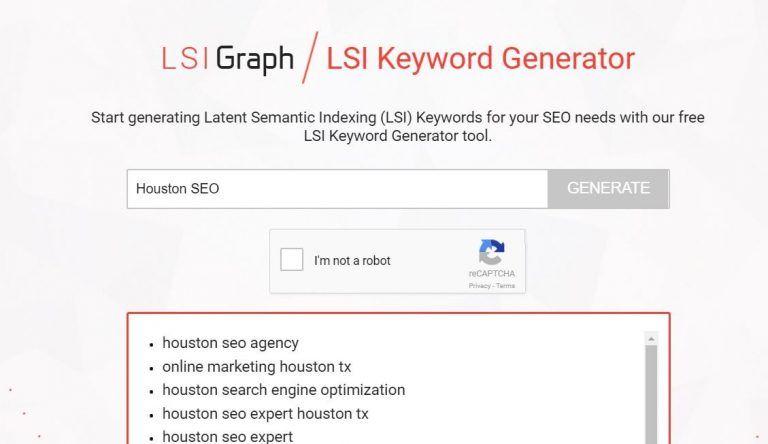 LSIGraph / LSI Keyword Generator
Start generating Latent Semantic Indexing (LSI) Keywords for your SEO needs with our free
LSI Keyword Generator tool.
Houston SEO GENERATE
I'm not a robot
reCAPTCHA
Privacy - Terms
• houston seo agency
• online marketing houston tx
• houston search engine optimization
• houston seo expert houston tx
• houston seo expert